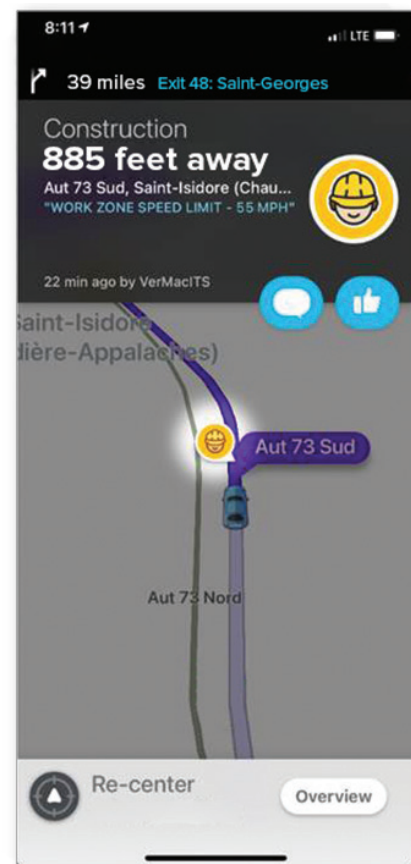 8:11
LTE
39 miles Exit 48: Saint-Georges
Construction
885 feet away
Aut 73 Sud, Saint-Isidore (Chau...
"WORK ZONE SPEED LIMIT - 55 MPH"
22 min ago by VerMacITS
Saint-Isidore
dière-Appalaches)
Aut 73 Sud
Aut 73 Nord
Re-center
Overview